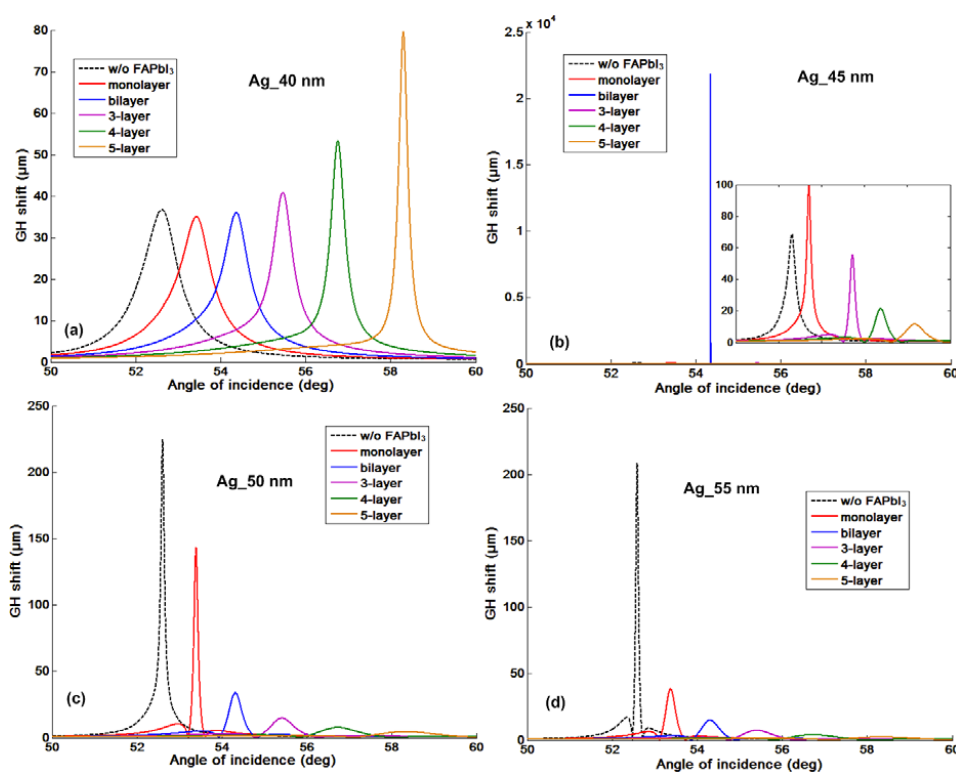 80
70
60
50
40
30
20
10
0
GH shift (µm)
w/o FAPbI₃
monolayer
bilayer
3-layer
4-layer
5-layer
Ag_40 nm
(a)
50 52 54 56 58 60
Angle of incidence (deg)
x 10⁴
2.5
2.0
1.5
1.0
0.5
0
GH shift (µm)
w/o FAPbI₃
monolayer
bilayer
3-layer
4-layer
5-layer
Ag_45 nm
100
80
60
40
20
0
(b)
50 52 54 56 58 60
Angle of incidence (deg)
250
200
150
100
50
0
GH shift (µm)
w/o FAPbI₃
monolayer
bilayer
3-layer
4-layer
5-layer
Ag_50 nm
(c)
50 52 54 56 58 60
Angle of incidence (deg)
250
200
150
100
50
0
GH shift (µm)
w/o FAPbI₃
monolayer
bilayer
3-layer
4-layer
5-layer
Ag_55 nm
(d)
50 52 54 56 58 60
Angle of incidence (deg)